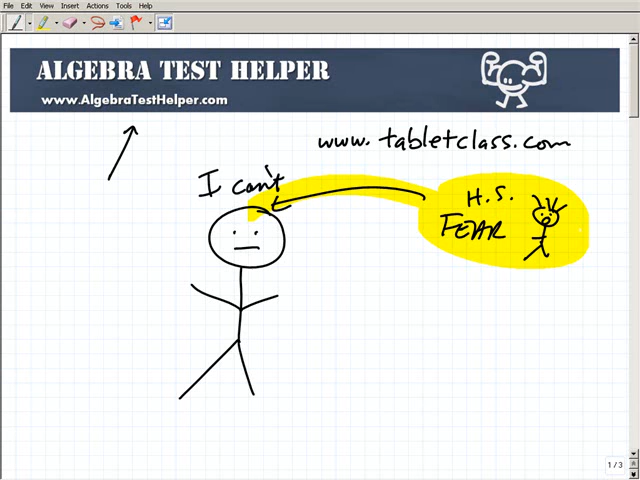 File Edit View Insert Actions Tools Help
ALGEBRA TEST HELPER
www.AlgebraTestHelper.com
www.tabletclass.com
I can't
H.S.
FEAR
1 / 3